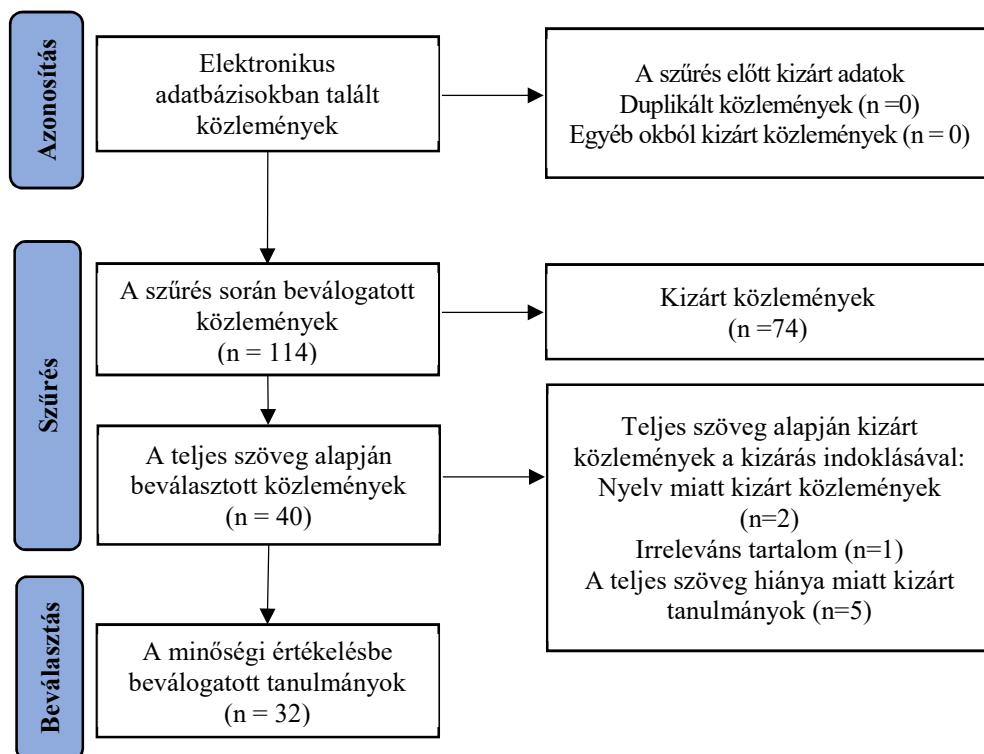 Azonosítás
Elektronikus
adatbázisokban talált
közlemények
A szűrés előtt kizárt adatok
Duplikált közlemények (n =0)
Egyéb okból kizárt közlemények (n = 0)
Szűrés
A szűrés során beválogatott
közlemények
(n = 114)
Kizárt közlemények
(n =74)
A teljes szöveg alapján
beválasztott közlemények
(n = 40)
Teljes szöveg alapján kizárt
közlemények a kizárás indoklásával:
Nyelv miatt kizárt közlemények
(n=2)
Irreleváns tartalom (n=1)
A teljes szöveg hiánya miatt kizárt
tanulmányok (n=5)
Beválasztás
A minőségi értékelésbe
beválogatott tanulmányok
(n = 32)